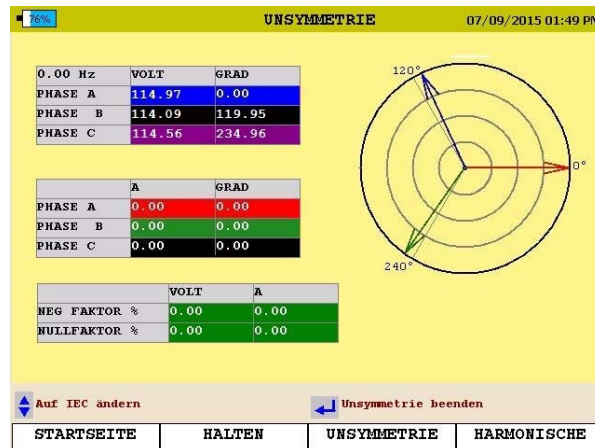 76% UNSYMMETRIE 07/09/2015 01:49 PM
0.00 Hz VOLT GRAD
PHASE A 114.97 0.00
PHASE B 114.09 119.95
PHASE C 114.56 234.96
A GRAD
PHASE A 0.00 0.00
PHASE B 0.00 0.00
PHASE C 0.00 0.00
VOLT A
NEG FAKTOR % 0.00 0.00
NULLFAKTOR % 0.00 0.00
120°
0°
240°
Auf IEC ändern Unsymmetrie beenden
STARTSEITE HALTEN UNSYMMETRIE HARMONISCHE